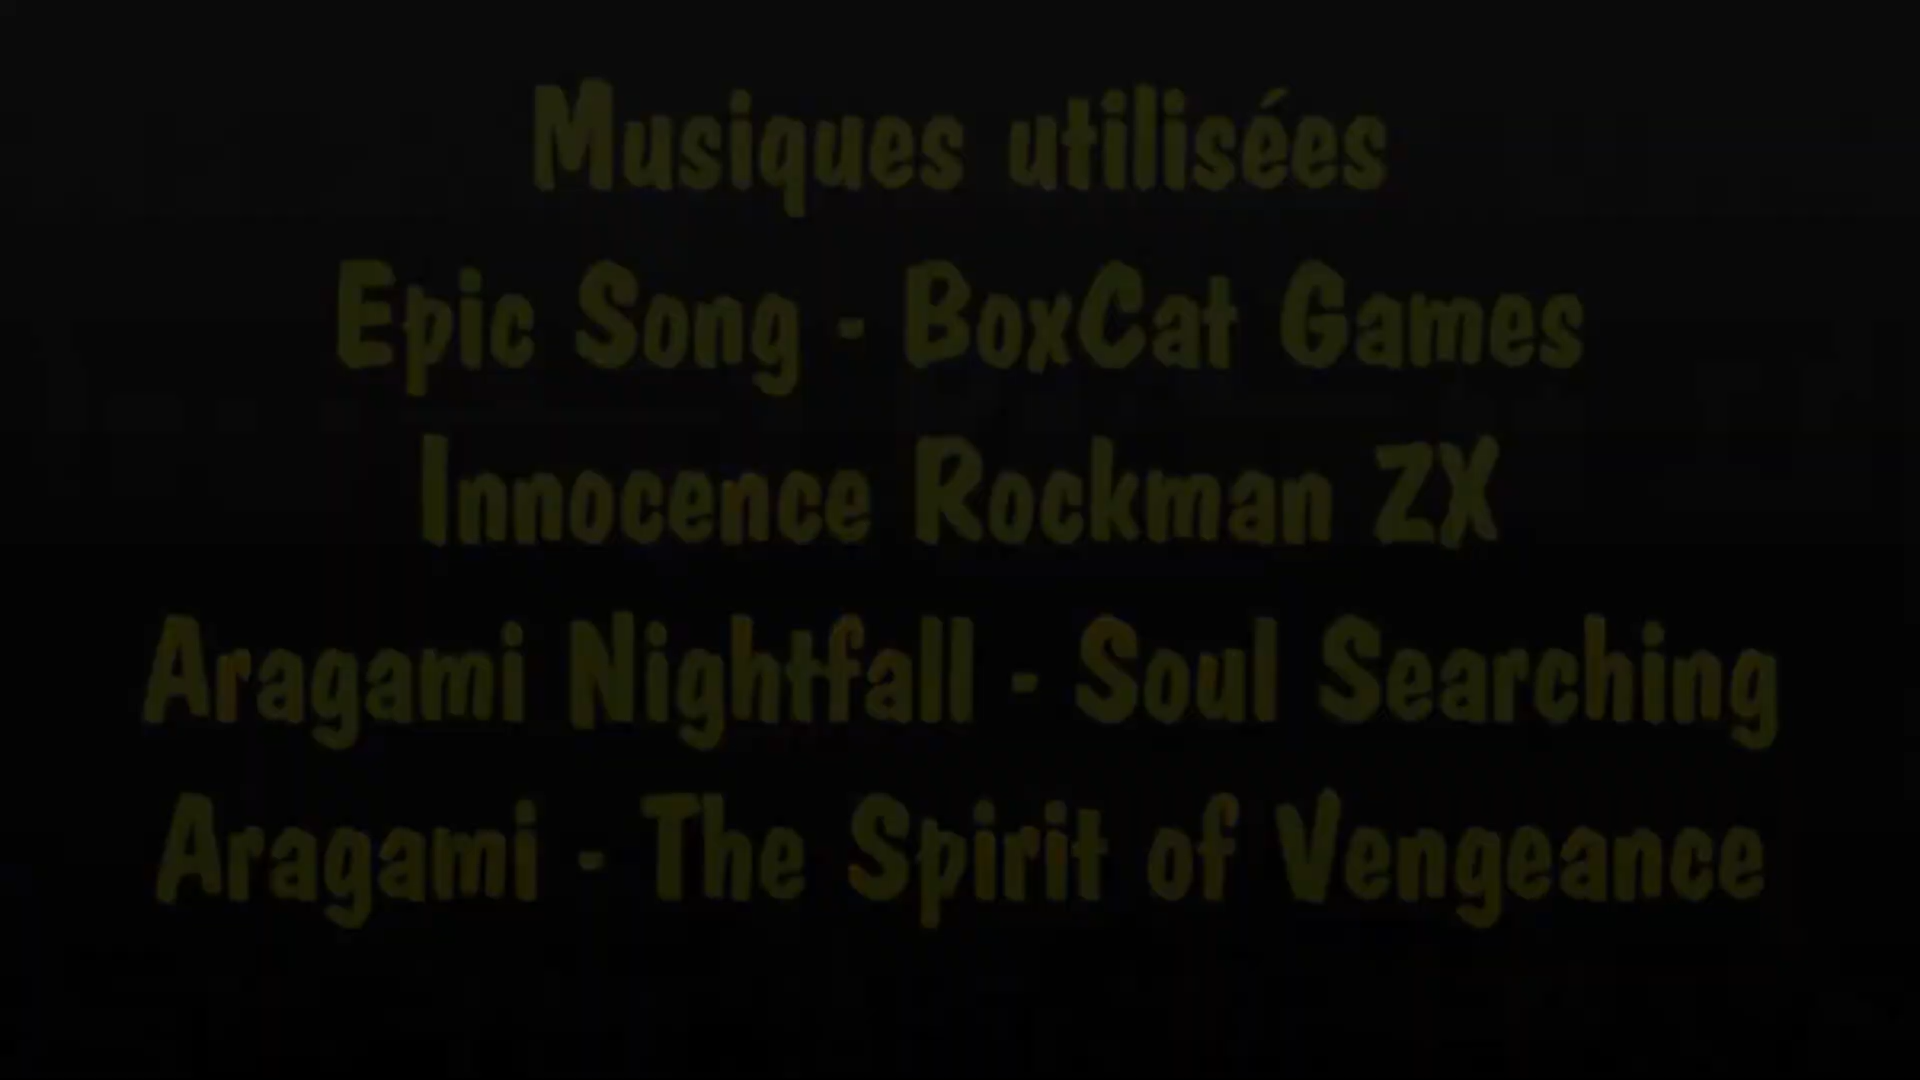 Musiques utilisées
Epic Song - BoxCat Games
Innocence Rockman ZX
Aragami Nightfall - Soul Searching
Aragami - The Spirit of Vengeance